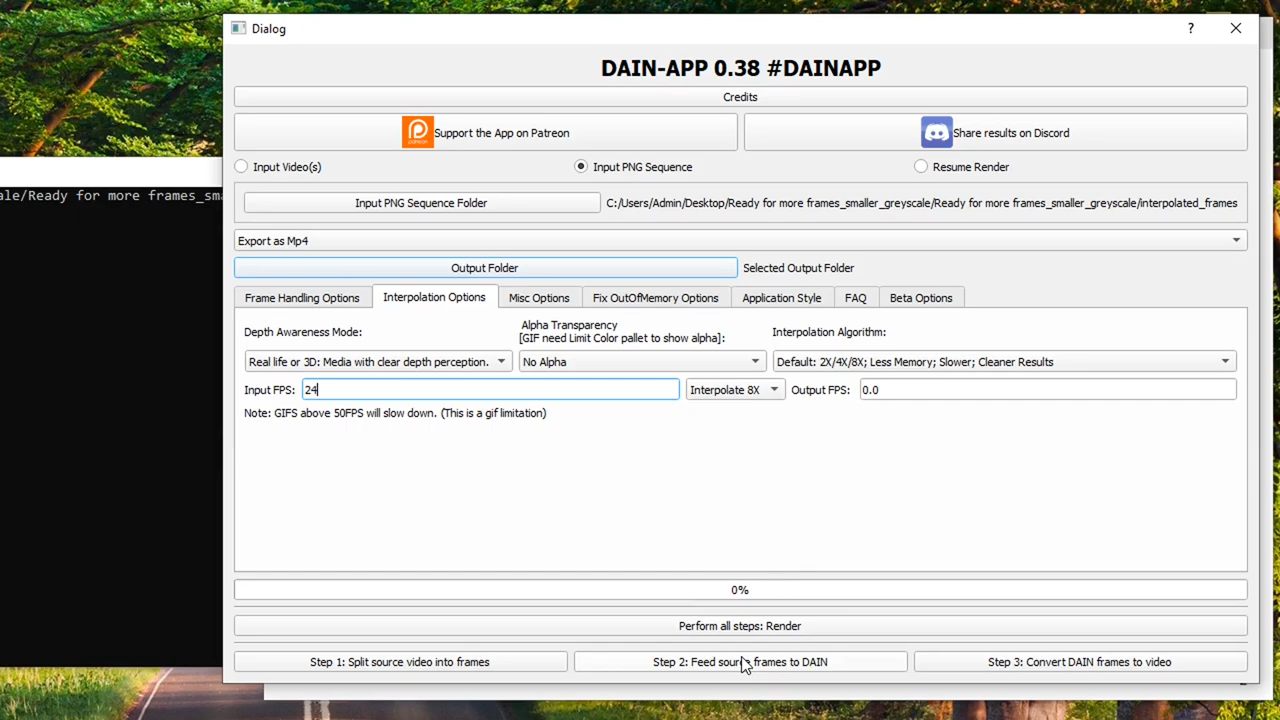 Dialog
?
DAIN-APP 0.38 #DAINAPP
Credits
Support the App on Patreon
Share results on Discord
Input Video(s)
Input PNG Sequence
Resume Render
Input PNG Sequence Folder
C:/Users/Admin/Desktop/Ready for more frames_smaller_greyscale/Ready for more frames_smaller_greyscale/interpolated_frames
ale/Ready for more frames_sma
Export as Mp4
Output Folder
Selected Output Folder
Frame Handling Options
Interpolation Options
Misc Options
Fix OutOfMemory Options
Application Style
FAQ
Beta Options
Depth Awareness Mode:
Alpha Transparency
[GIF need Limit Color pallet to show alpha]:
Interpolation Algorithm:
Real life or 3D: Media with clear depth perception.
No Alpha
Default: 2X/4X/8X; Less Memory; Slower; Cleaner Results
Input FPS: 24
Interpolate 8X
Output FPS: 0.0
Note: GIFS above 50FPS will slow down. (This is a gif limitation)
0%
Perform all steps: Render
Step 1: Split source video into frames
Step 2: Feed source frames to DAIN
Step 3: Convert DAIN frames to video